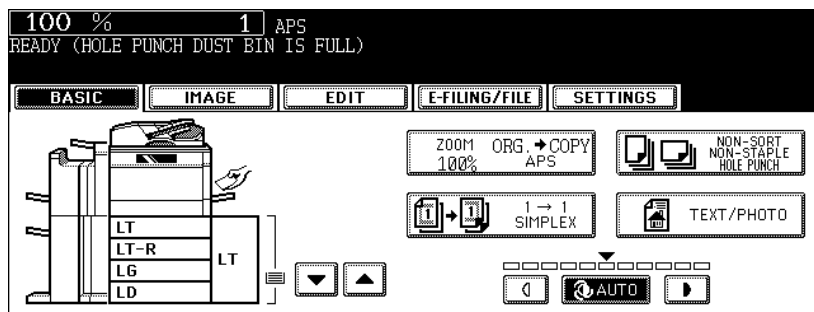 100 % 1 APS
READY (HOLE PUNCH DUST BIN IS FULL)
BASIC IMAGE EDIT E-FILING/FILE SETTINGS
ZOOM ORG.➔COPY
100% APS
NON-SORT
NON-STAPLE
HOLE PUNCH
1 ➔ 1
1 → 1
SIMPLEX
TEXT/PHOTO
LT
LT-R
LG
LD
LT
AUTO